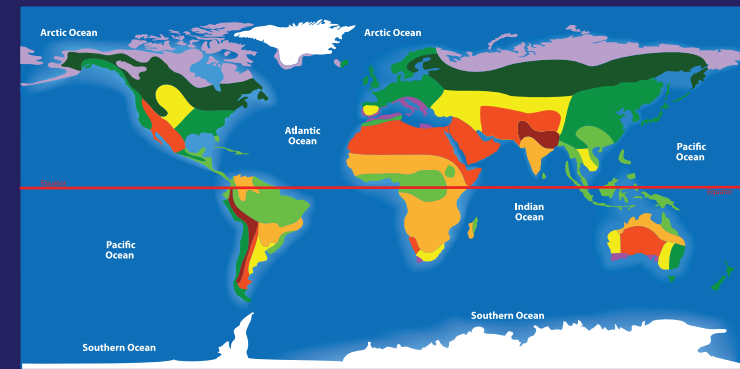 Arctic Ocean
Arctic Ocean
Atlantic
Ocean
Pacific
Ocean
Indian
Ocean
Pacific
Ocean
Southern Ocean
Southern Ocean